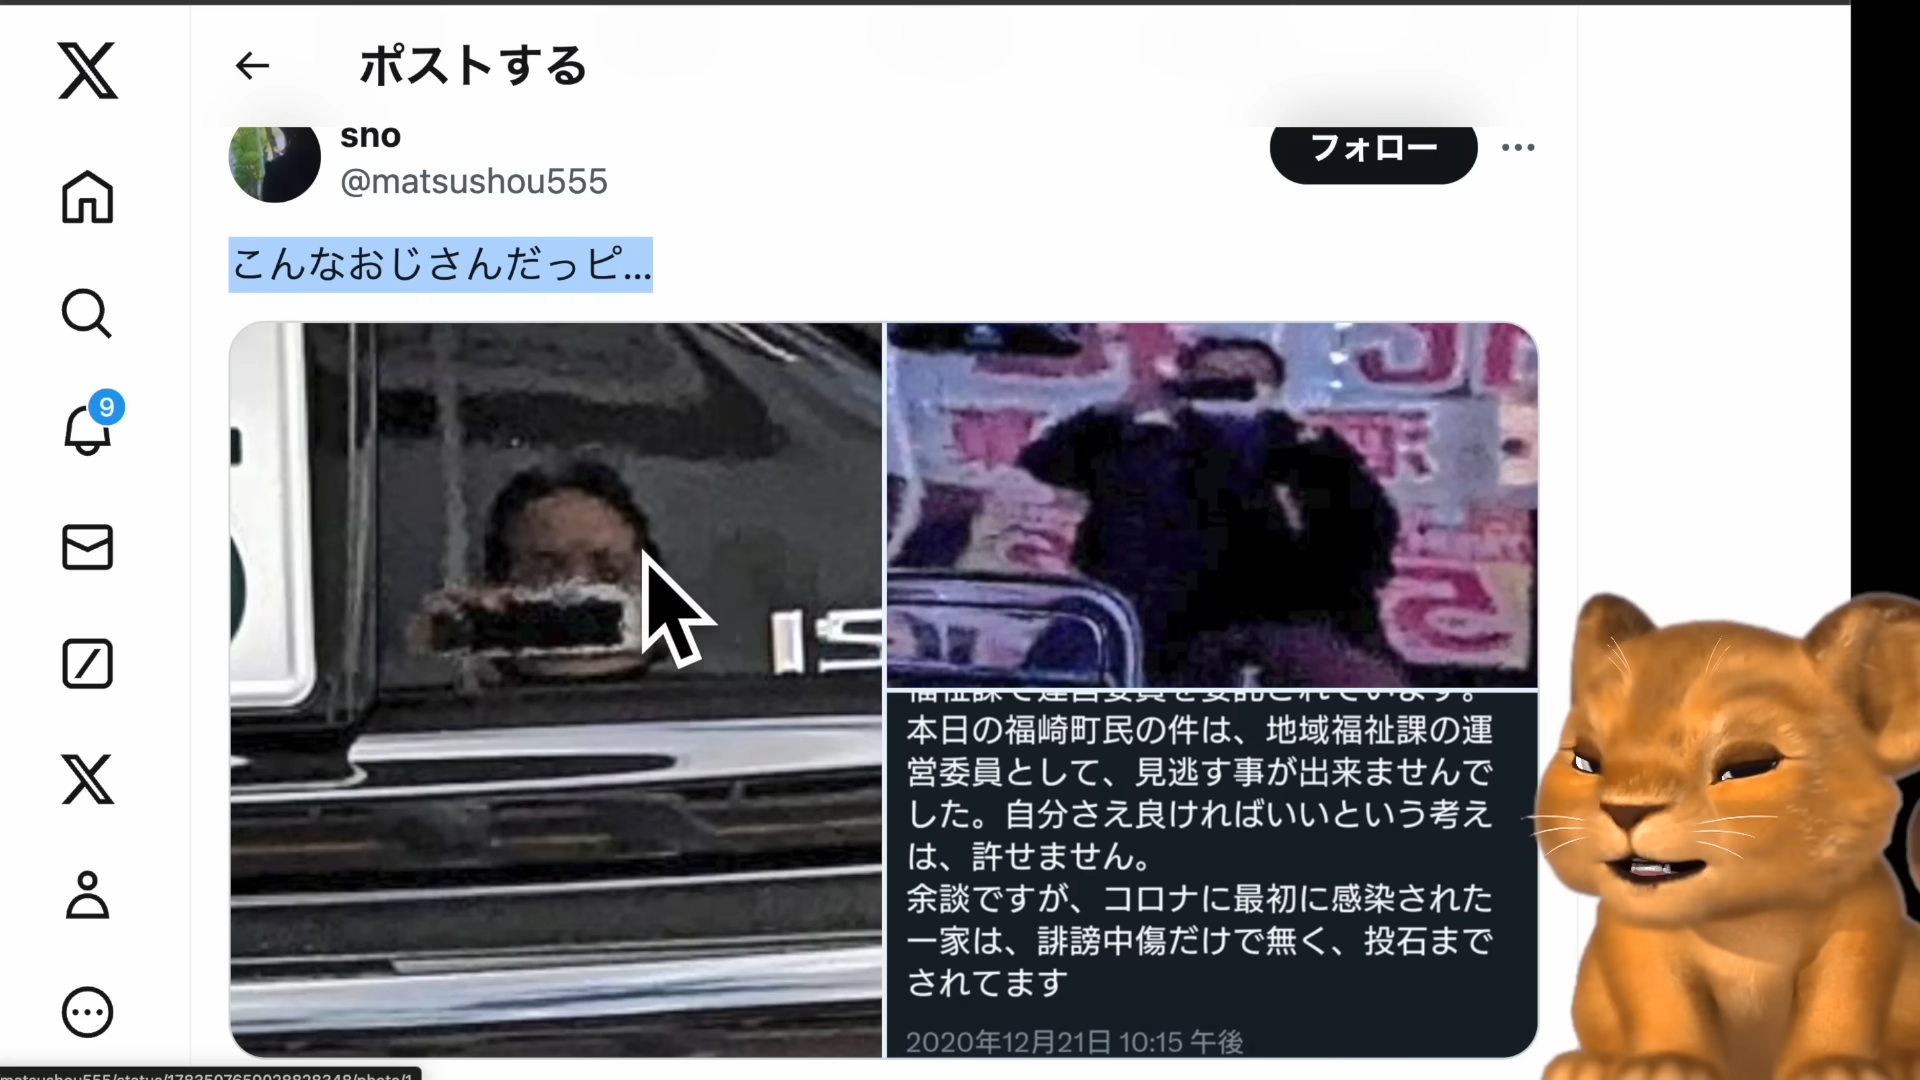 ポストする
sho
@matsushou555
フォロー
9
こんなおじさんだっピ...
IS
福祉課で運営委員を委託されています。
本日の福崎町民の件は、地域福祉課の運
営委員として、見逃す事が出来ませんで
した。自分さえ良ければいいという考え
は、許せません。
余談ですが、コロナに最初に感染された
一家は、誹謗中傷だけで無く、投石まで
されてます
2020年12月21日 10:15 午後